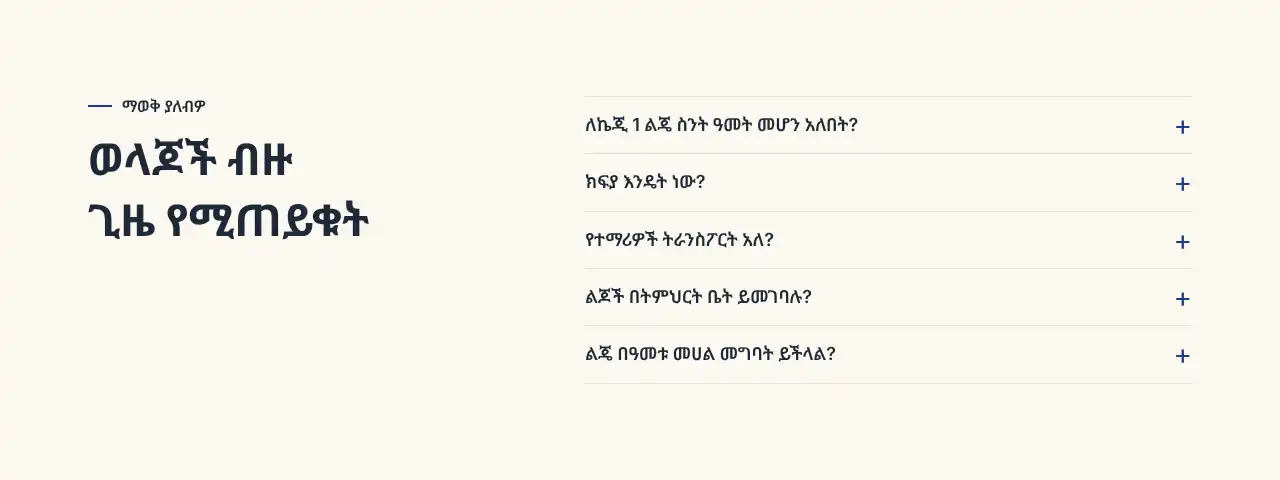 ማወቅ ያለብዎ
ወላጆች ብዙ
ጊዜ የሚጠይቁት
ለኬጂ 1 ልጄ ስንት ዓመት መሆን አለበት?
ክፍያ እንዴት ነው?
የተማሪዎች ትራንስፖርት አለ?
ልጆች በትምህርት ቤት ይመገባሉ?
ልጄ በዓመቱ መሀል መግባት ይችላል?